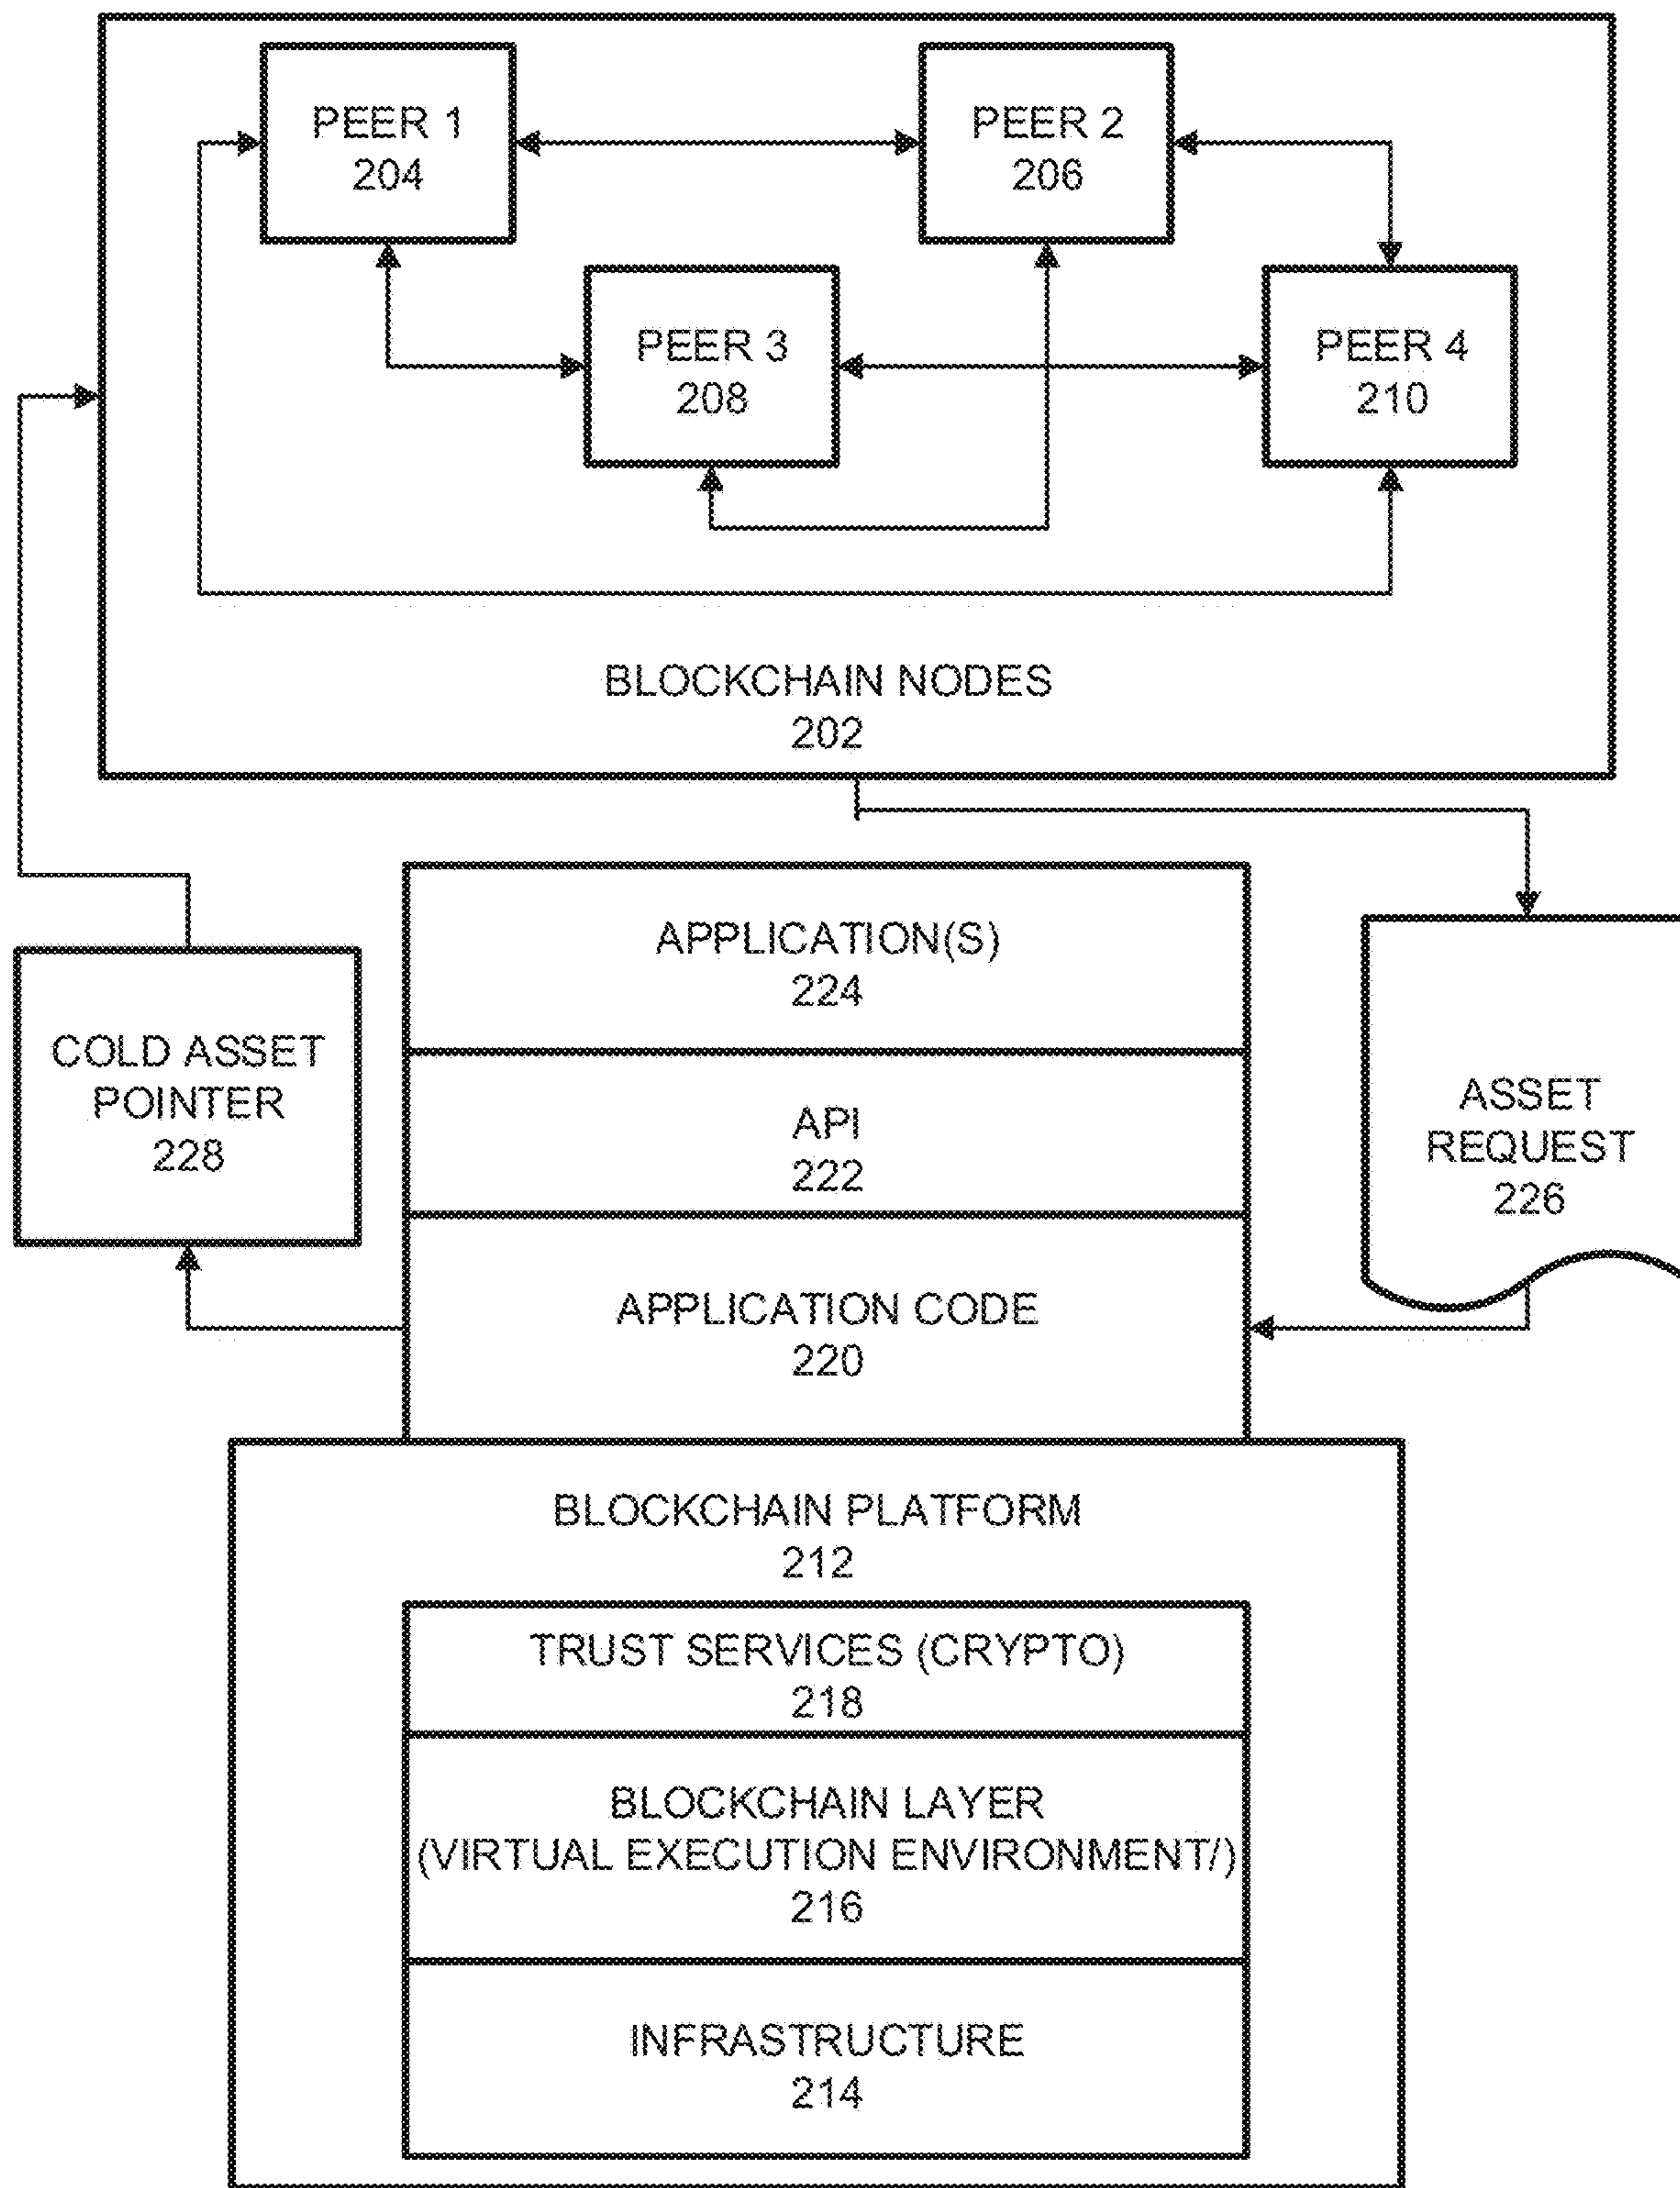 PEER 1
204
PEER 2
206
PEER 3
208
PEER 4
210
BLOCKCHAIN NODES
202
APPLICATION(S)
224
COLD ASSET
POINTER
228
API
222
ASSET
REQUEST
226
APPLICATION CODE
220
BLOCKCHAIN PLATFORM
212
TRUST SERVICES (CRYPTO)
218
BLOCKCHAIN LAYER
(VIRTUAL EXECUTION ENVIRONMENT/)
216
INFRASTRUCTURE
214